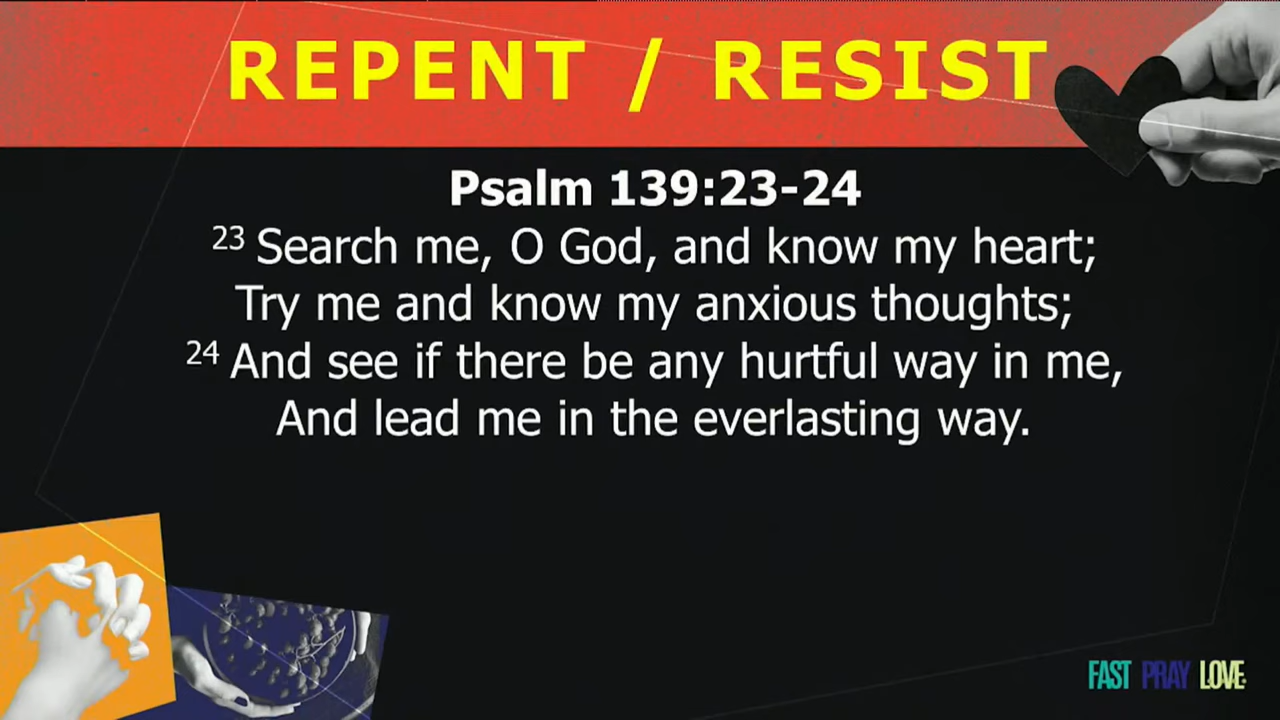 REPENT / RESIST
Psalm 139:23-24
23 Search me, O God, and know my heart;
Try me and know my anxious thoughts;
24 And see if there be any hurtful way in me,
And lead me in the everlasting way.
FAST PRAY LOVE